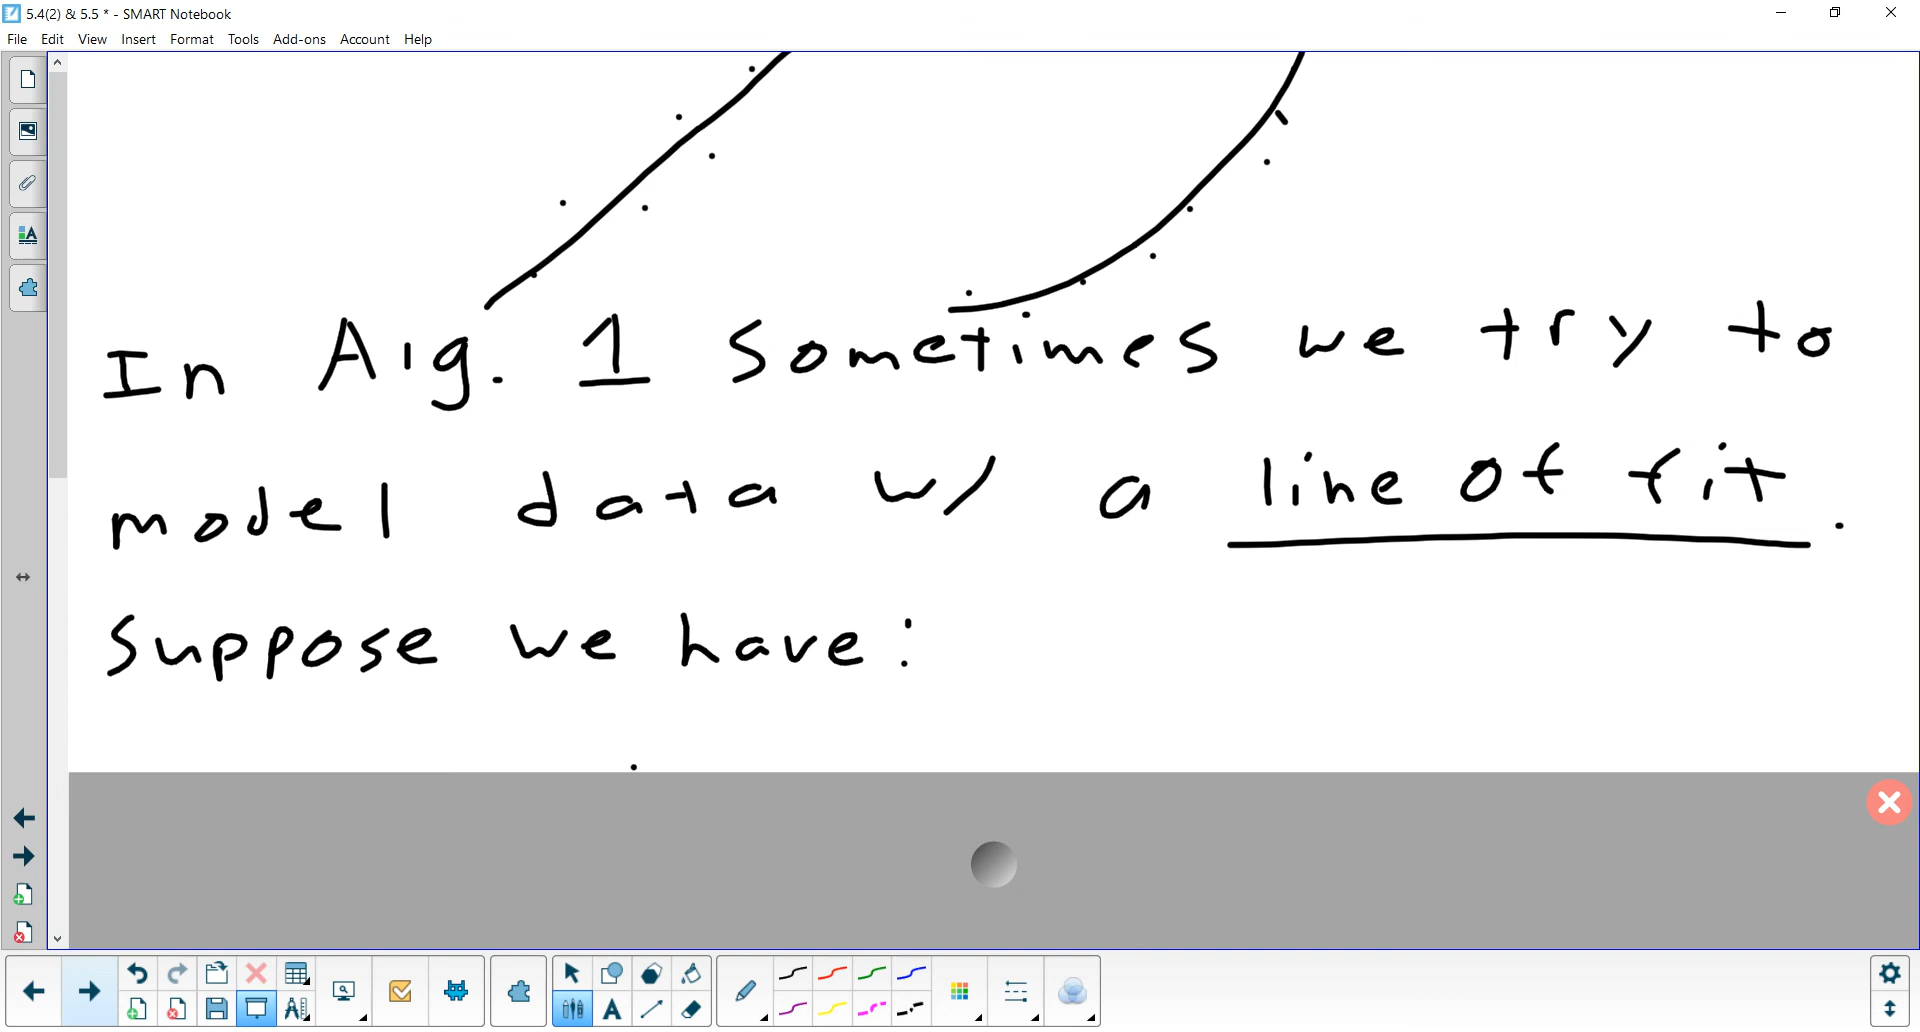 5.4(2) & 5.5 * - SMART Notebook
File Edit View Insert Format Tools Add-ons Account Help
In Alg. 1 sometimes we try to
model data w/ a line of fit.
Suppose we have: